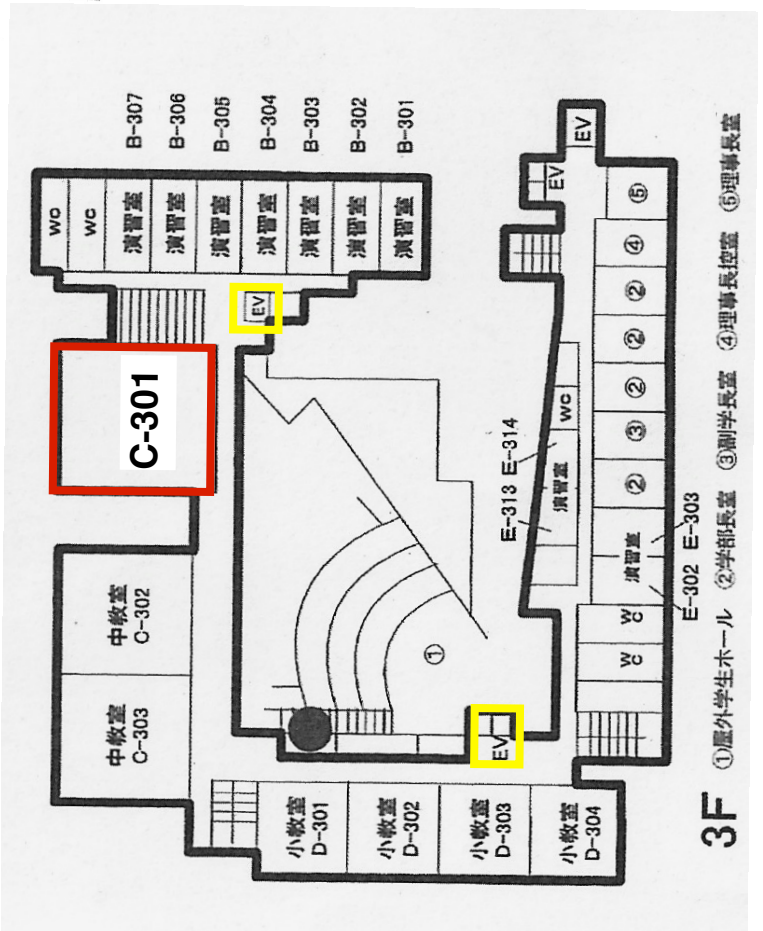 B-307
B-306
B-305
B-304
B-303
B-302
B-301
wc
wc
演習室
演習室
演習室
演習室
演習室
演習室
演習室
EV
C-301
中教室
C-302
中教室
C-303
小教室
D-301
小教室
D-302
小教室
D-303
小教室
D-304
①
EV
EV
EV
wc
演習室
E-313
E-314
⑤
④
②
②
②
③
②
演習室
E-302
E-303
wc
wc
3F
①屋外学生ホール ②学部長室 ③副学長室 ④理事長控室 ⑤理事長室